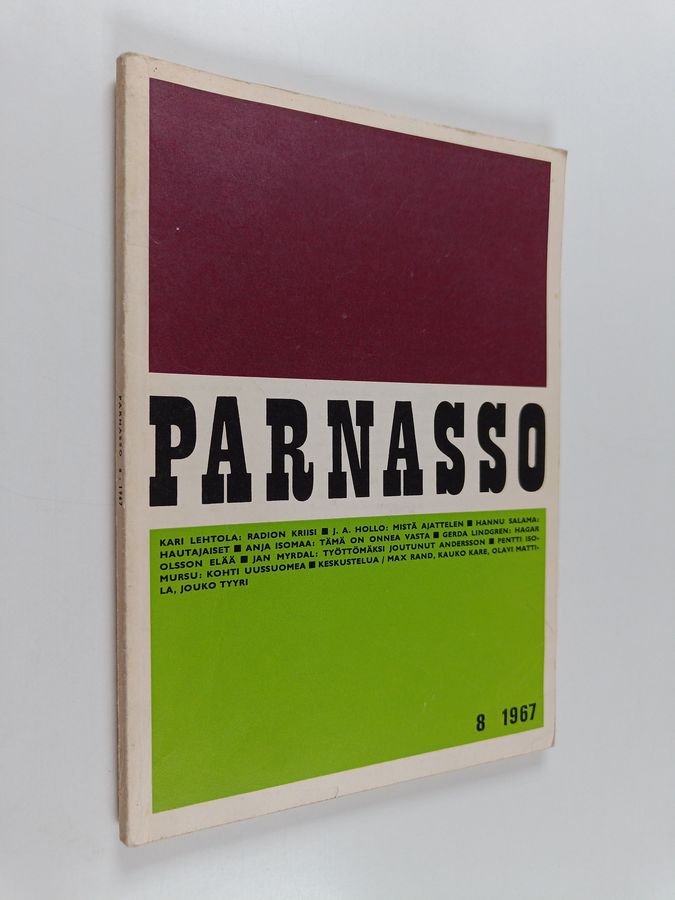 PARNASSO
KARI LEHTOLA: RADION KRIISI ■ J. A. HOLLO: MISTÄ AJATTELEN ■ HANNU SALAMA:
HAUTAJAISET ■ ANJA ISOMAA: TÄMÄ ON ONNEA VASTA ■ GERDA LINDGREN: HAGAR
OLSSON ELÄÄ ■ JAN MYRDAL: TYÖTTÖMÄKSI JOUTUNUT ANDERSSON ■ PENTTI ISO-
MURSU: KOHTI UUSSUOMEA ■ KESKUSTELUA / MAX RAND, KAUKO KARE, OLAVI MATTI-
LA, JOUKO TYYRI
8 1967
PARNASSO 8 · 1967